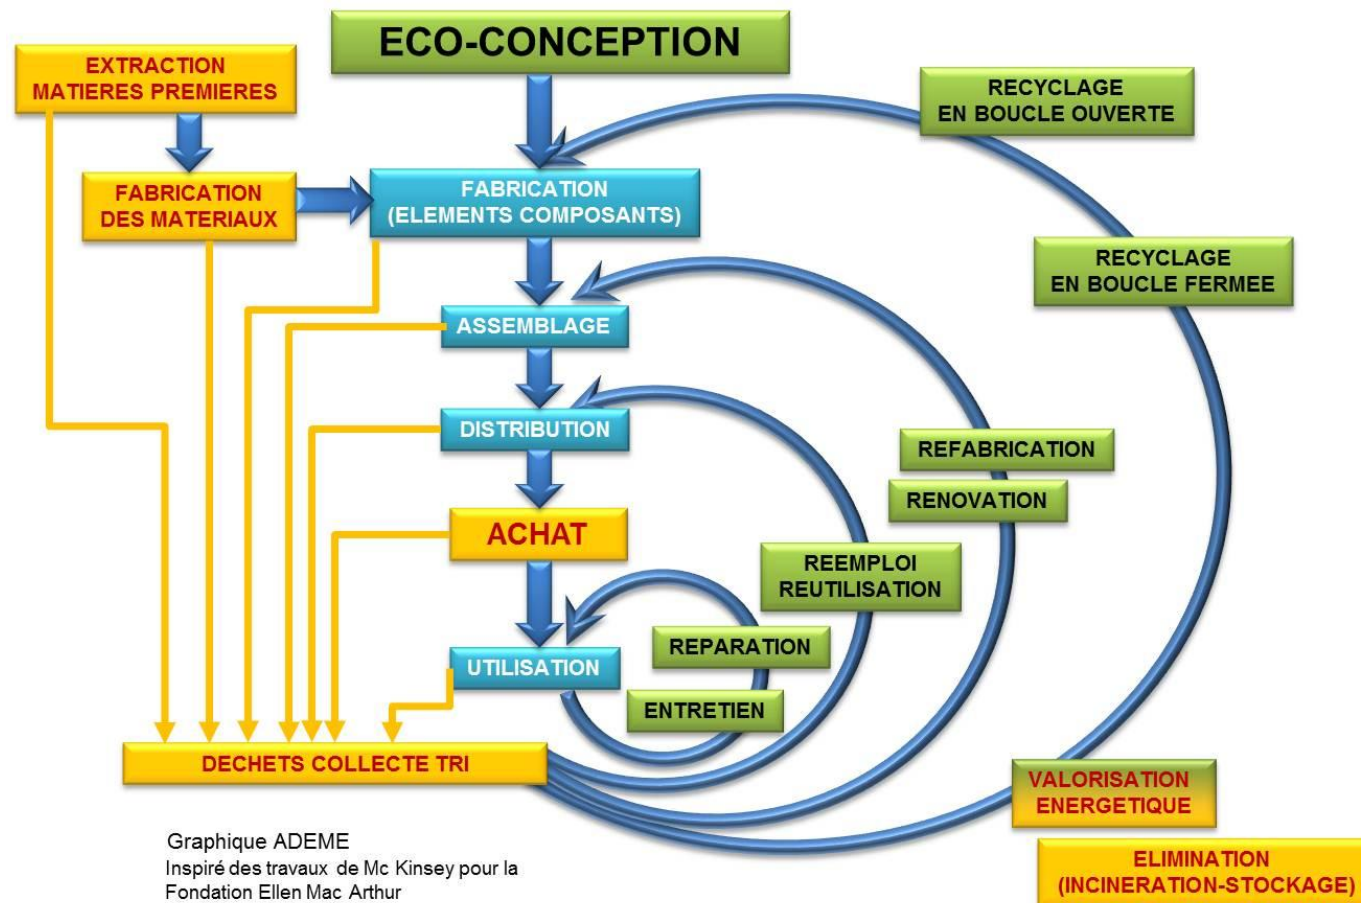 ECO-CONCEPTION
EXTRACTION
MATIERES PREMIERES
RECYCLAGE
EN BOUCLE OUVERTE
FABRICATION
DES MATERIAUX
FABRICATION
(ELEMENTS COMPOSANTS)
RECYCLAGE
EN BOUCLE FERMEE
ASSEMBLAGE
DISTRIBUTION
REFABRICATION
RENOVATION
ACHAT
REEMPLOI
REUTILISATION
REPARATION
UTILISATION
ENTRETIEN
DECHETS COLLECTE TRI
VALORISATION
ENERGETIQUE
Graphique ADEME
Inspiré des travaux de Mc Kinsey pour la
Fondation Ellen Mac Arthur
ELIMINATION
(INCINERATION-STOCKAGE)